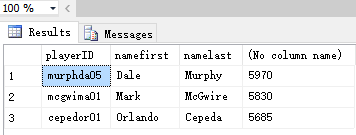 100 %
Results Messages
playerID namefirst namelast (No column name)
1 murphda05 Dale Murphy 5970
2 mcgwima01 Mark McGwire 5830
3 cepedor01 Orlando Cepeda 5685